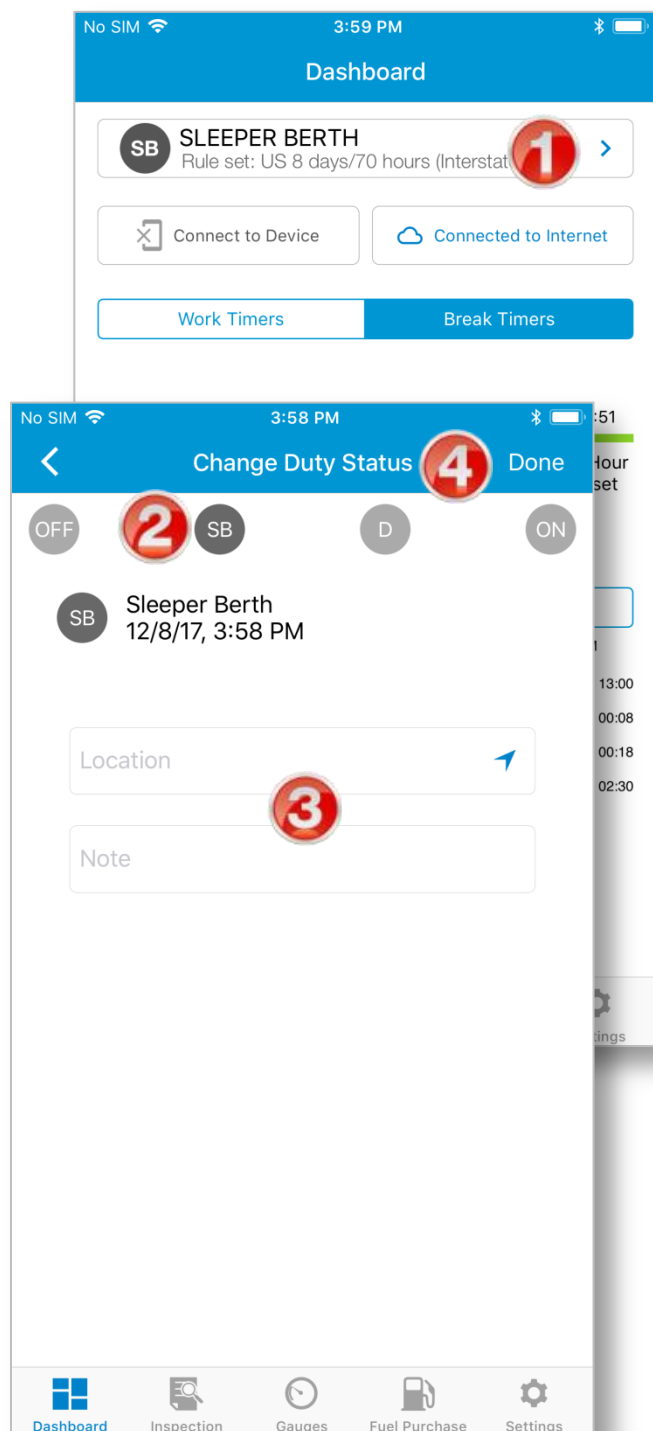 No SIM 3:59 PM
Dashboard
SB SLEEPER BERTH
Rule set: US 8 days/70 hours (Interstat
1
Connect to Device Connected to Internet
Work Timers Break Timers
:51
Hour
set
1
13:00
00:08
00:18
02:30
tings
No SIM 3:58 PM
Change Duty Status 4 Done
OFF 2 SB D ON
SB Sleeper Berth
12/8/17, 3:58 PM
Location
3
Note
Dashboard Inspection Gauges Fuel Purchase Settings